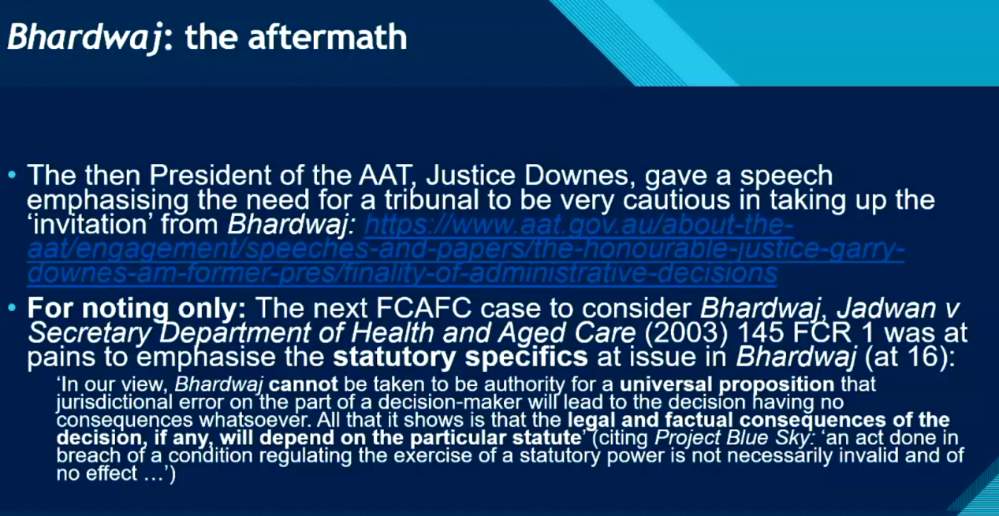 Bhardwaj: the aftermath
• The then President of the AAT, Justice Downes, gave a speech
emphasising the need for a tribunal to be very cautious in taking up the
‘invitation’ from Bhardwaj: https://www.aat.gov.au/about-the-
aat/engagement/speeches-and-papers/the-honourable-justice-garry-
downes-am-former-pres/finality-of-administrative-decisions
• For noting only: The next FCAFC case to consider Bhardwaj, Jadwan v
Secretary Department of Health and Aged Care (2003) 145 FCR 1 was at
pains to emphasise the statutory specifics at issue in Bhardwaj (at 16):
‘In our view, Bhardwaj cannot be taken to be authority for a universal proposition that
jurisdictional error on the part of a decision-maker will lead to the decision having no
consequences whatsoever. All that it shows is that the legal and factual consequences of the
decision, if any, will depend on the particular statute’ (citing Project Blue Sky: ‘an act done in
breach of a condition regulating the exercise of a statutory power is not necessarily invalid and of
no effect …’)